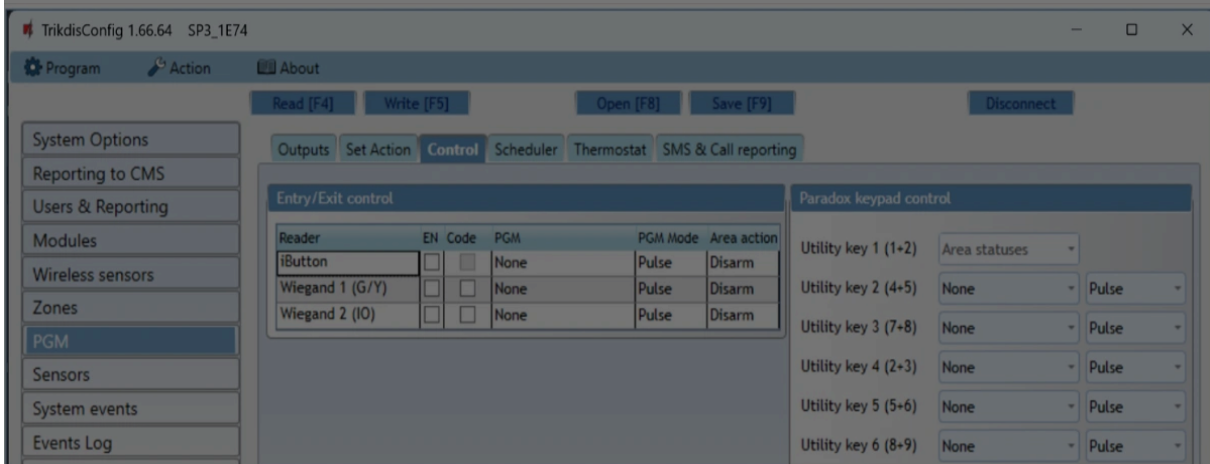 TrikdisConfig 1.66.64 SP3_1E74
Program Action About
Read [F4] Write [F5] Open [F8] Save [F9] Disconnect
System Options
Reporting to CMS
Users & Reporting
Modules
Wireless sensors
Zones
PGM
Sensors
System events
Events Log
Outputs Set Action Control Scheduler Thermostat SMS & Call reporting
Entry/Exit control
Reader EN Code PGM PGM Mode Area action
iButton None Pulse Disarm
Wiegand 1 (G/Y) None Pulse Disarm
Wiegand 2 (IO) None Pulse Disarm
Paradox keypad control
Utility key 1 (1+2) Area statuses
Utility key 2 (4+5) None Pulse
Utility key 3 (7+8) None Pulse
Utility key 4 (2+3) None Pulse
Utility key 5 (5+6) None Pulse
Utility key 6 (8+9) None Pulse